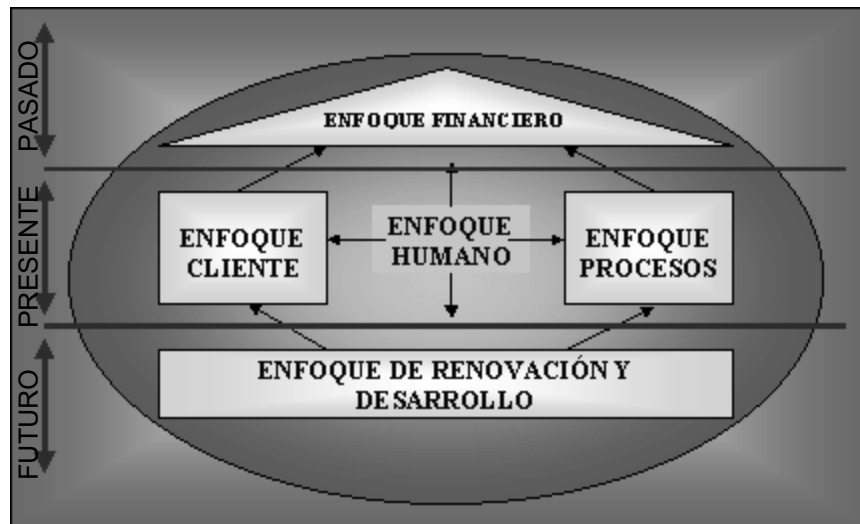 PASADO
ENFOQUE FINANCIERO
PRESENTE
ENFOQUE
CLIENTE
ENFOQUE
HUMANO
ENFOQUE
PROCESOS
FUTURO
ENFOQUE DE RENOVACIÓN Y
DESARROLLO